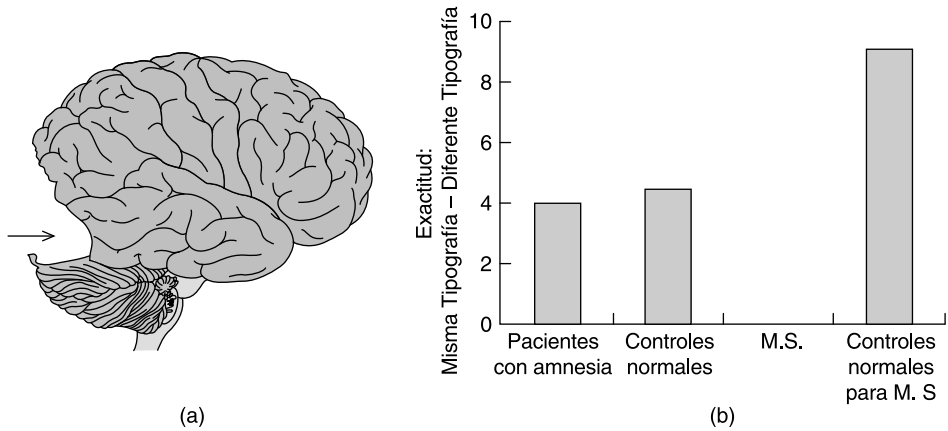 (a)
Exactitud:
Misma Tipografía – Diferente Tipografía
10
8
6
4
2
0
Pacientes
con amnesia
Controles
normales
M.S.
Controles
normales
para M. S
(b)